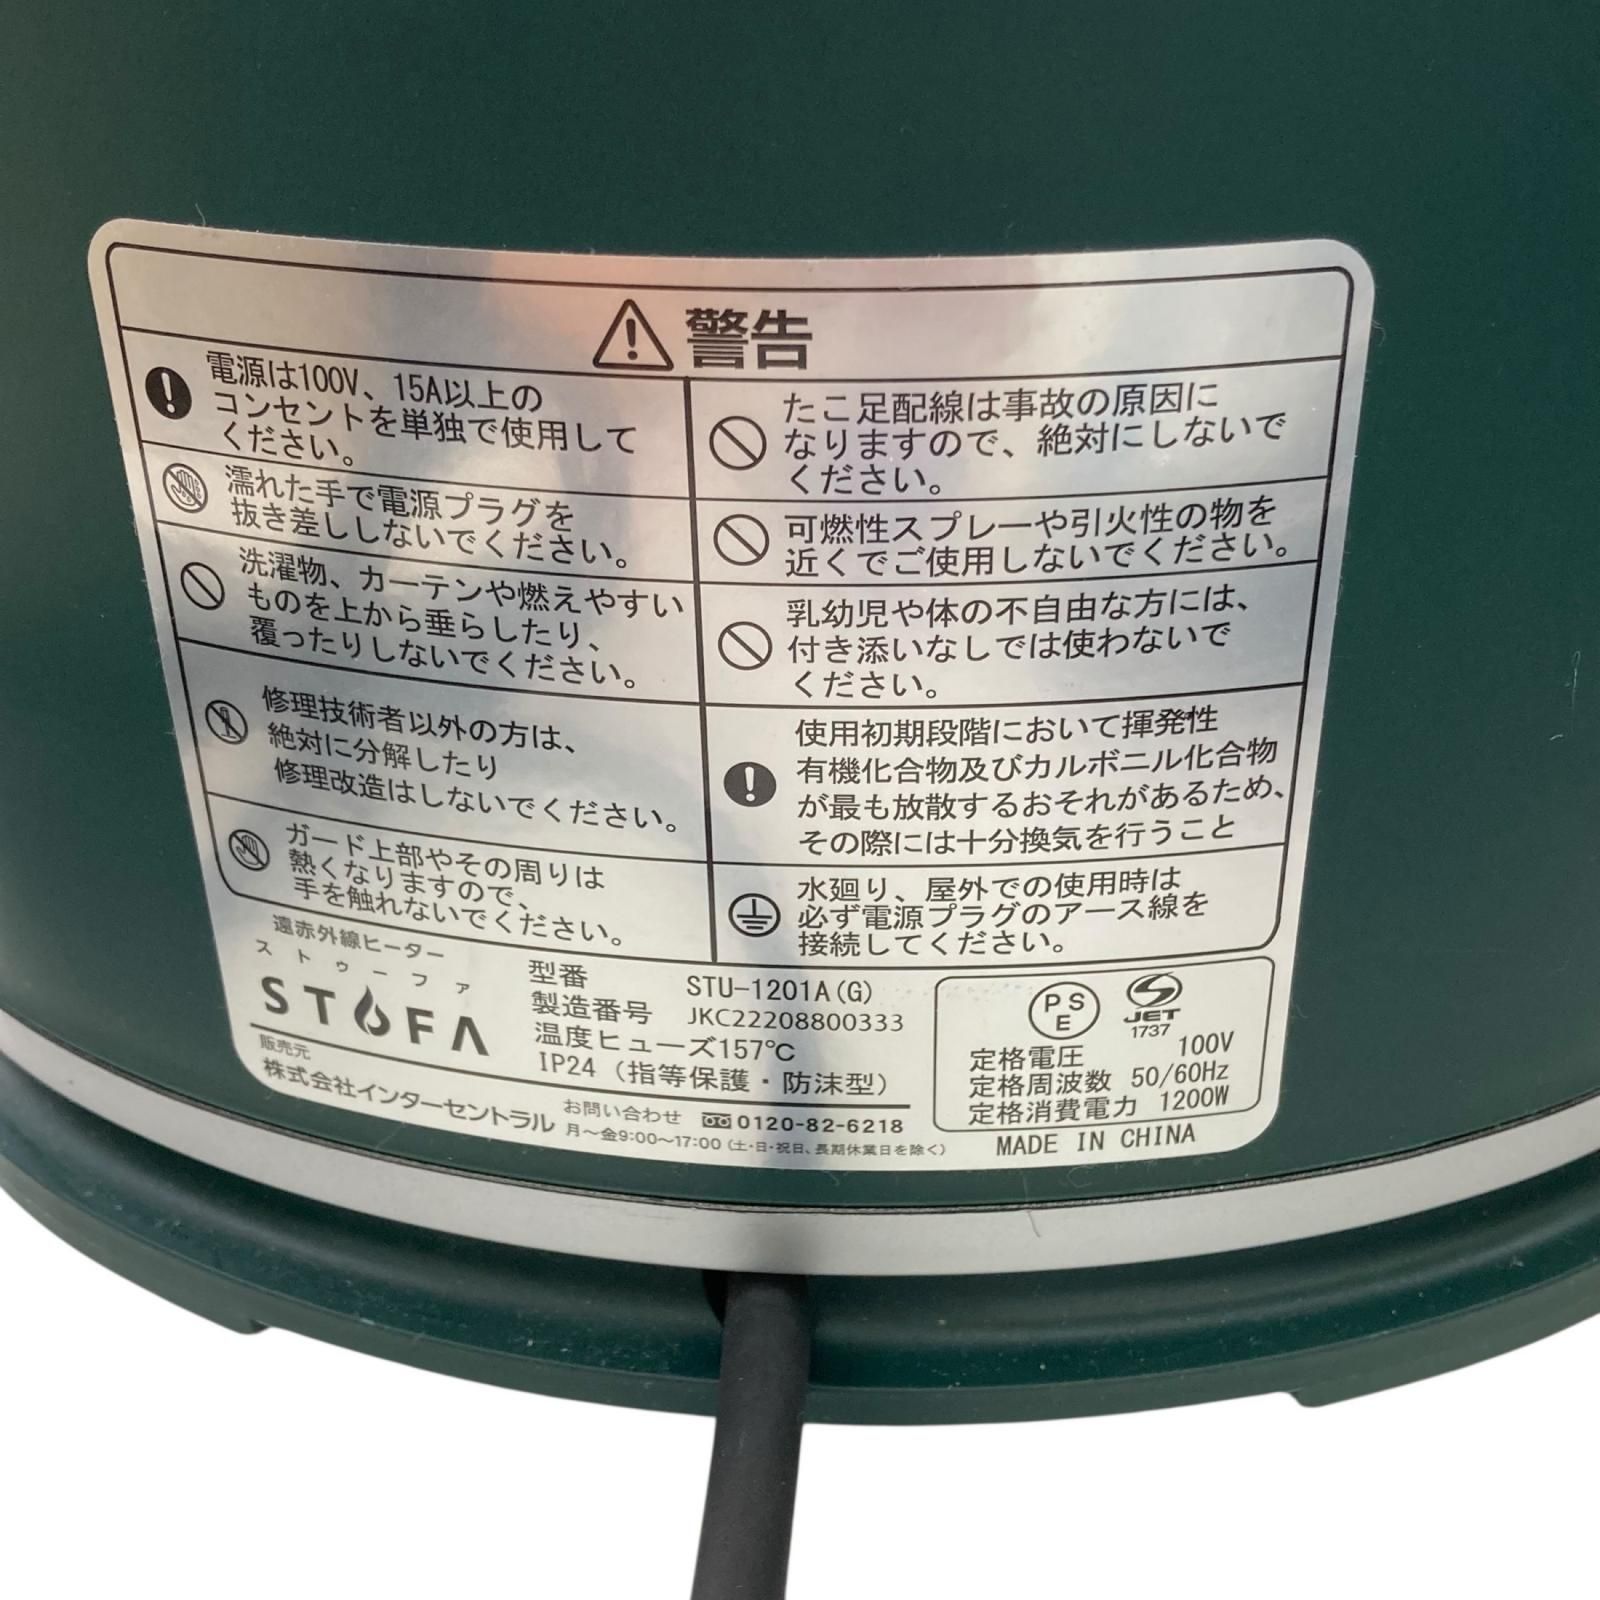 警告
電源は100V、15A以上の
コンセントを単独で使用して
ください。
濡れた手で電源プラグを
抜き差ししないでください。
洗濯物、カーテンや燃えやすい
ものを上から垂らしたり、
覆ったりしないでください。
修理技術者以外の方は、
絶対に分解したり
修理改造はしないでください。
ガード上部やその周りは
熱くなりますので、
手を触れないでください。
たこ足配線は事故の原因に
なりますので、絶対にしないで
ください。
可燃性スプレーや引火性の物を
近くでご使用しないでください。
乳幼児や体の不自由な方には、
付き添いなしでは使わないで
ください。
使用初期段階において揮発性
有機化合物及びカルボニル化合物
が最も放散するおそれがあるため、
その際には十分換気を行うこと
水廻り、屋外での使用時は
必ず電源プラグのアース線を
接続してください。
遠赤外線ヒーター
ストゥーファ
STOFA
型番 STU-1201A(G)
製造番号 JKC22208800333
温度ヒューズ157℃
IP24（指等保護・防沫型）
販売元
株式会社インターセントラル
お問い合わせ 0120-82-6218
月～金9:00～17:00（土・日・祝日、長期休業日を除く）
PSE
JET
1737
定格電圧 100V
定格周波数 50/60Hz
定格消費電力 1200W
MADE IN CHINA